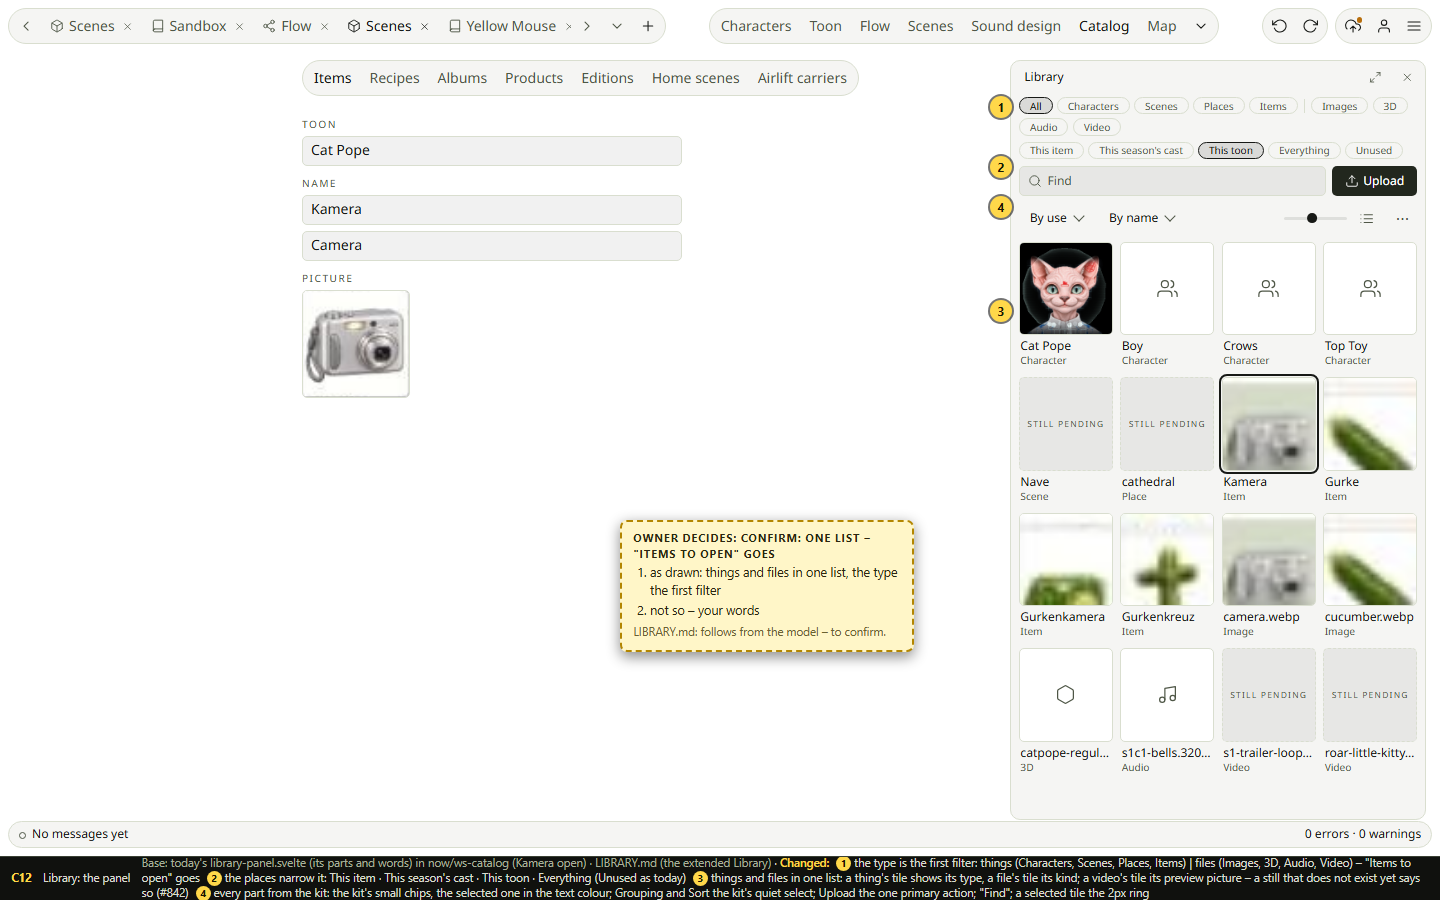 Scenes × Sandbox × Flow × Scenes × Yellow Mouse ×
Characters Toon Flow Scenes Sound design Catalog Map
Items Recipes Albums Products Editions Home scenes Airlift carriers
TOON
Cat Pope
NAME
Kamera
Camera
PICTURE
OWNER DECIDES: CONFIRM: ONE LIST –
"ITEMS TO OPEN" GOES
1. as drawn: things and files in one list, the type
the first filter
2. not so – your words
LIBRARY.md: follows from the model – to confirm.
Library
1 All Characters Scenes Places Items Images 3D
Audio Video
This item This season's cast This toon Everything Unused
2 Find Upload
4 By use By name
3
Cat Pope Boy Crows Top Toy
Character Character Character Character
STILL PENDING STILL PENDING
Nave cathedral Kamera Gurke
Scene Place Item Item
Gurkenkamera Gurkenkreuz camera.webp cucumber.webp
Item Item Image Image
STILL PENDING STILL PENDING
catpope-regul... s1c1-bells.320... s1-trailer-loop... roar-little-kitty...
3D Audio Video Video
No messages yet 0 errors · 0 warnings
C12 Library: the panel
Base: today's library-panel.svelte (its parts and words) in now/ws-catalog (Kamera open) · LIBRARY.md (the extended Library) · Changed: 1 the type is the first filter: things (Characters, Scenes, Places, Items) | files (Images, 3D, Audio, Video) – "Items to
open" goes 2 the places narrow it: This item · This season's cast · This toon · Everything (Unused as today) 3 things and files in one list: a thing's tile shows its type, a file's tile its kind; a video's tile its preview picture – a still that does not exist yet says
so (#842) 4 every part from the kit: the kit's small chips, the selected one in the text colour; Grouping and Sort the kit's quiet select; Upload the one primary action; "Find"; a selected tile the 2px ring